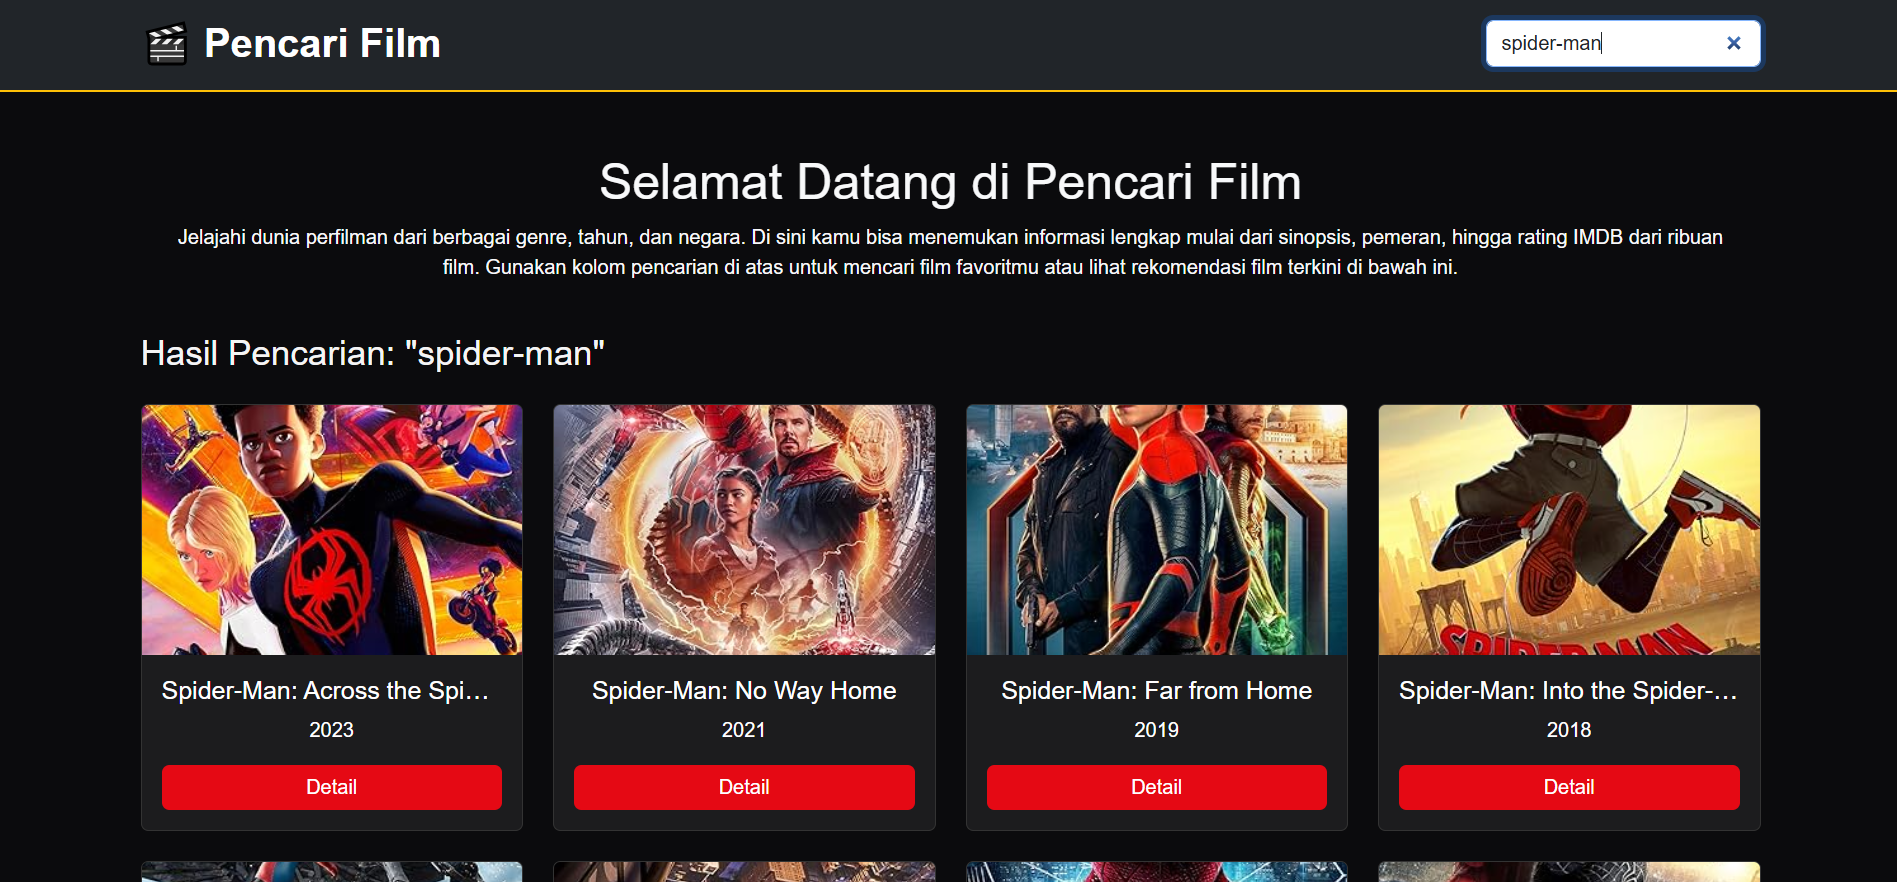 Pencari Film
spider-man
Selamat Datang di Pencari Film
Jelajahi dunia perfilman dari berbagai genre, tahun, dan negara. Di sini kamu bisa menemukan informasi lengkap mulai dari sinopsis, pemeran, hingga rating IMDB dari ribuan
film. Gunakan kolom pencarian di atas untuk mencari film favoritmu atau lihat rekomendasi film terkini di bawah ini.
Hasil Pencarian: "spider-man"
SPIDER-MAN
Spider-Man: Across the Spi...
2023
Detail
Spider-Man: No Way Home
2021
Detail
Spider-Man: Far from Home
2019
Detail
Spider-Man: Into the Spider-...
2018
Detail